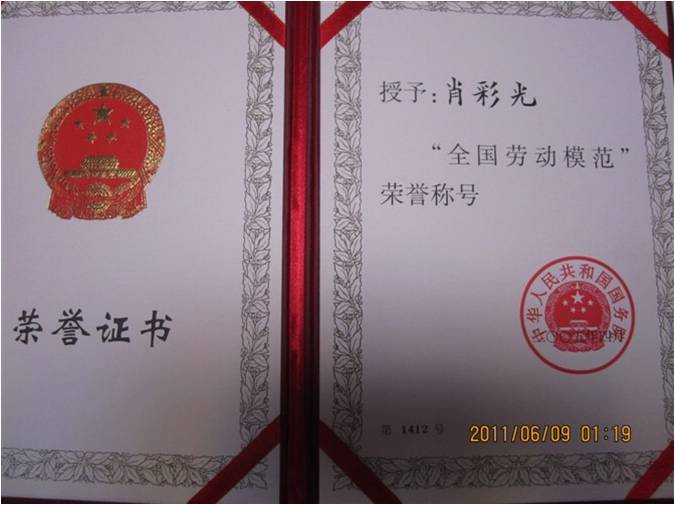 荣誉证书
授予:肖彩光
“全国劳动模范”
荣誉称号
中华人民共和国国务院
第 1412 号
2011/06/09 01:19